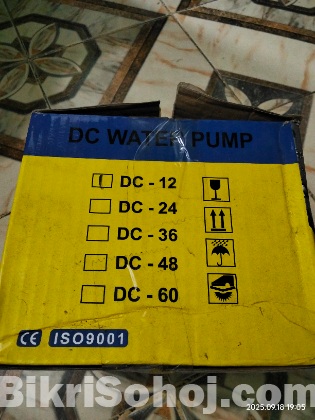 DC WATER PUMP
DC - 12
DC - 24
DC - 36
DC - 48
DC - 60
CE ISO9001
BikriSohoj.com
2025.09.18 19:05